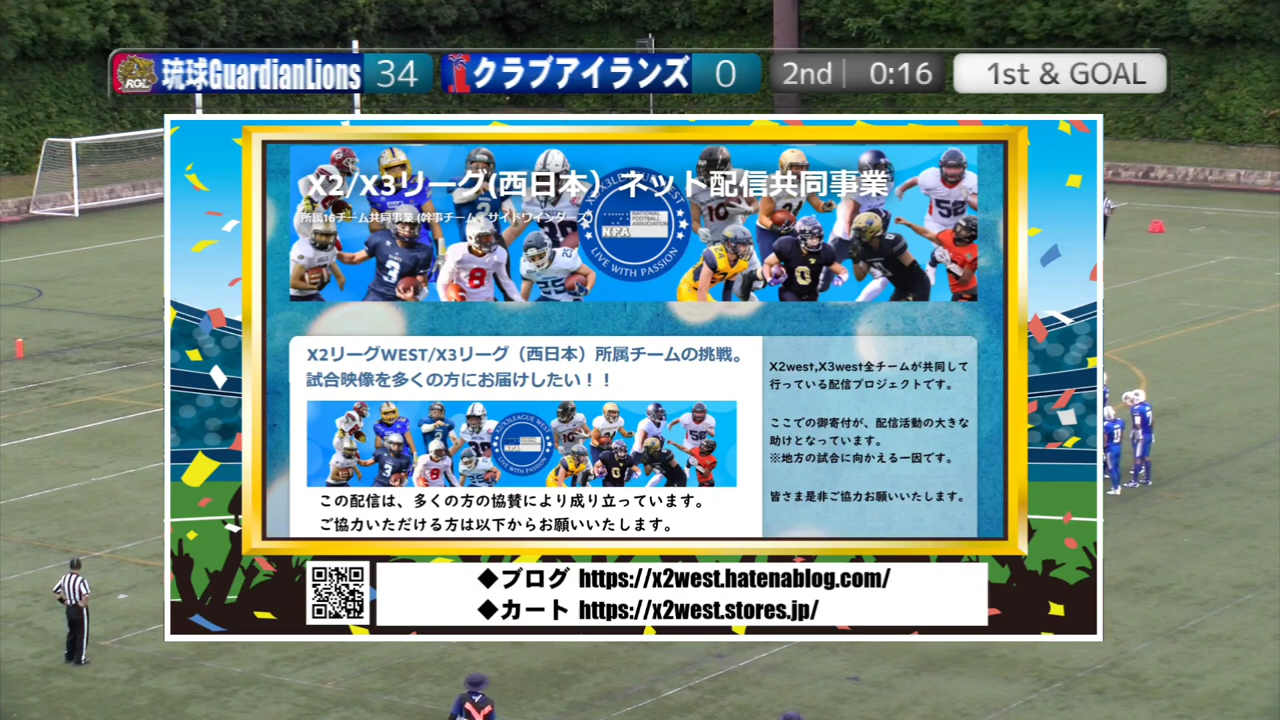 RGL 琉球GuardianLions 34 クラブアイランズ 0 2nd 0:16 1st & GOAL
X2/X3リーグ(西日本）ネット配信共同事業
所属16チーム共同事業 (幹事チーム：サイドワインダーズ)
NATIONAL FOOTBALL ASSOCIATION
NFA
LIVE WITH PASSION
X2リーグWEST/X3リーグ（西日本）所属チームの挑戦。
試合映像を多くの方にお届けしたい！！
この配信は、多くの方の協賛により成り立っています。
ご協力いただける方は以下からお願いいたします。
X2west,X3west全チームが共同して
行っている配信プロジェクトです。
ここでの御寄付が、配信活動の大きな
助けとなっています。
※地方の試合に向かえる一因です。
皆さま是非ご協力お願いいたします。
◆ブログ https://x2west.hatenablog.com/
◆カート https://x2west.stores.jp/